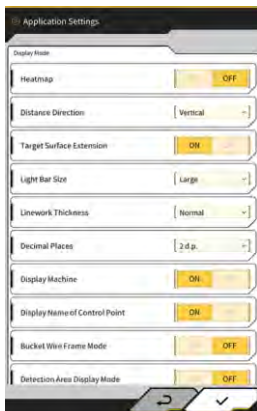 Application Settings
Display Mode
Heatmap OFF
Distance Direction [ Vertical ]
Target Surface Extension ON
Light Bar Size [ Large ]
Linework Thickness [ Normal ]
Decimal Places [ 2 d.p. ]
Display Machine ON
Display Name of Control Point ON
Bucket Wire Frame Mode OFF
Detection Area Display Mode OFF